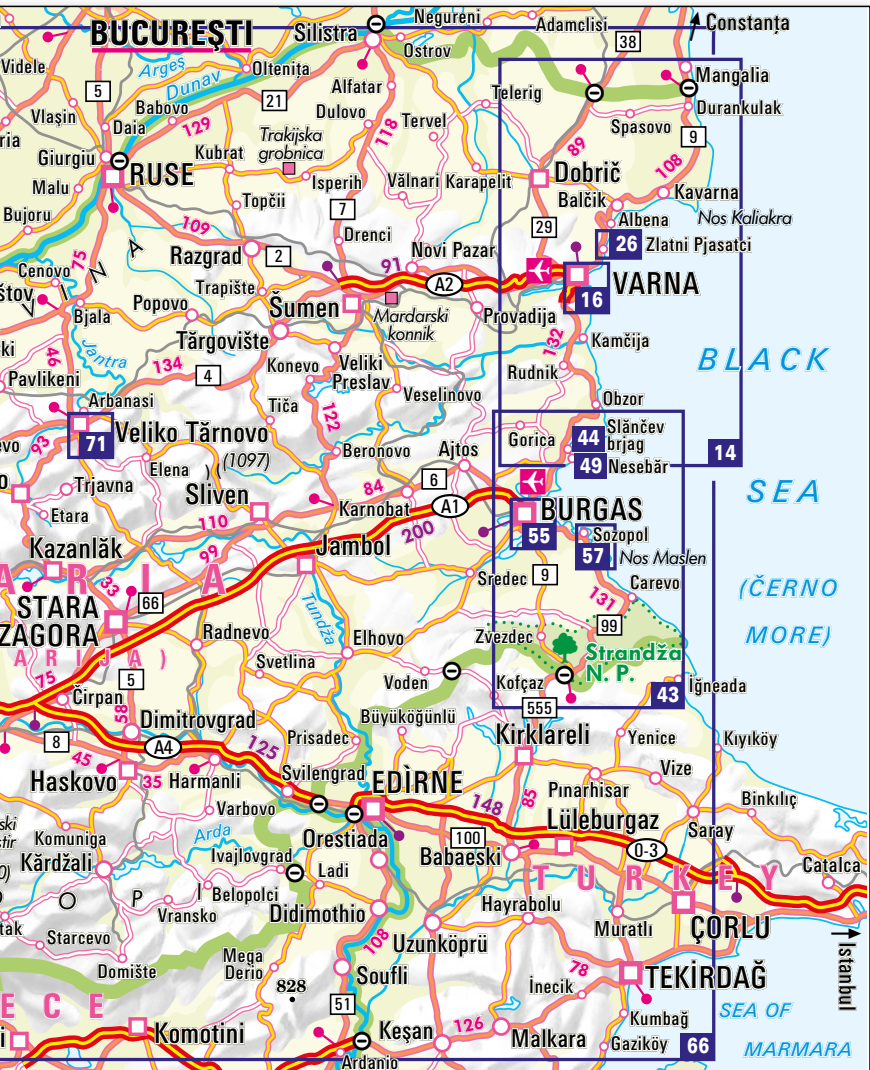 BUCUREŞTI
Silistra
Negureni
Adamclisi
Constanţa
Ostrov
38
Videle
Argeş
Olteniţa
Dunav
5
Alfatar
Mangalia
Telerig
Durankulak
Vlaşin
Babovo
21
Dulovo
Daia
129
118
Tervel
Spasovo
9
Giurgiu
Kubrat
Trakijska
grobnica
89
108
RUSE
Isperih
Vălnari
Karapelit
Dobrič
Malu
Balčik
Kavarna
Topčii
7
Albena
Nos Kaliakra
Bujoru
109
Drenci
29
75
Razgrad
2
Novi Pazar
26
Zlatni Pjasatci
91
Cenovo
Trapište
A2
VARNA
Popovo
Šumen
16
Bjala
Mardarski
konnik
Provadija
Tărgovište
132
Kamčija
46
Jantra
134
Konevo
Veliki
Preslav
BLACK
Pavlikeni
4
Rudnik
Arbanasi
Tiča
Veselinovo
Obzor
122
71
Veliko Tărnovo
Gorica
44
Slănčev
brjag
93
(1097)
Beronovo
Ajtos
14
Elena
49
Nesebăr
Trjavna
84
6
SEA
Sliven
Karnobat
A1
Etara
110
200
BURGAS
55
Sozopol
Kazanlăk
99
Jambol
57
Nos Maslen
A R I A
33
Sredec
9
Carevo
(ČERNO
MORE)
STARA
ZAGORA
66
Tundža
131
99
Radnevo
Elhovo
Zvezdec
Strandža
N. P.
A R I J A )
Svetlina
75
5
Voden
Kofçaz
43
İğneada
Čirpan
555
58
Dimitrovgrad
Büyüköğünlü
Kirklareli
8
A4
125
Prisadec
Yenice
Kıyıköy
45
Haskovo
35
Harmanli
Svilengrad
EDİRNE
Vize
148
85
Pınarhisar
Varbovo
Binkılıç
Komuniga
Arda
Orestiada
100
Lüleburgaz
Saray
Kărdžali
Ivajlovgrad
Ladi
Babaeski
O-3
Catalca
T U R K E Y
O P I
Belopolci
Didimothio
Hayrabolu
Vransko
ÇORLU
Starcevo
108
Uzunköprü
Muratlı
Istanbul
Domište
Mega
Derio
Soufli
78
TEKİRDAĞ
828
İnecik
E C E
51
SEA OF
MARMARA
Komotini
Keşan
126
Malkara
Kumbağ
Gaziköy
66
Ardanio